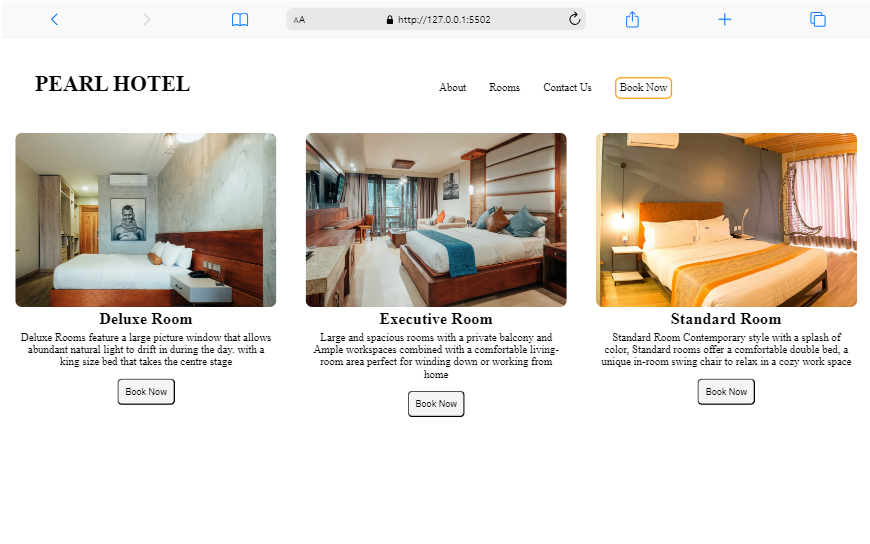 AA http://127.0.0.1:5502
PEARL HOTEL
About Rooms Contact Us Book Now
Deluxe Room
Deluxe Rooms feature a large picture window that allows
abundant natural light to drift in during the day. with a
king size bed that takes the centre stage
Book Now
Executive Room
Large and spacious rooms with a private balcony and
Ample workspaces combined with a comfortable living-
room area perfect for winding down or working from
home
Book Now
Standard Room
Standard Room Contemporary style with a splash of
color, Standard rooms offer a comfortable double bed, a
unique in-room swing chair to relax in a cozy work space
Book Now